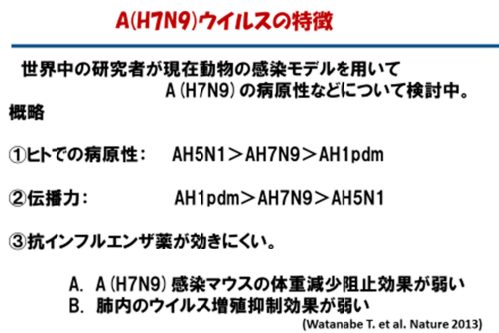 A(H7N9)ウイルスの特徴
世界中の研究者が現在動物の感染モデルを用いて
A(H7N9)の病原性などについて検討中。
概略
①ヒトでの病原性: AH5N1>AH7N9>AH1pdm
②伝播力: AH1pdm>AH7N9>AH5N1
③抗インフルエンザ薬が効きにくい。
A. A(H7N9)感染マウスの体重減少阻止効果が弱い
B. 肺内のウイルス増殖抑制効果が弱い
(Watanabe T. et al. Nature 2013)